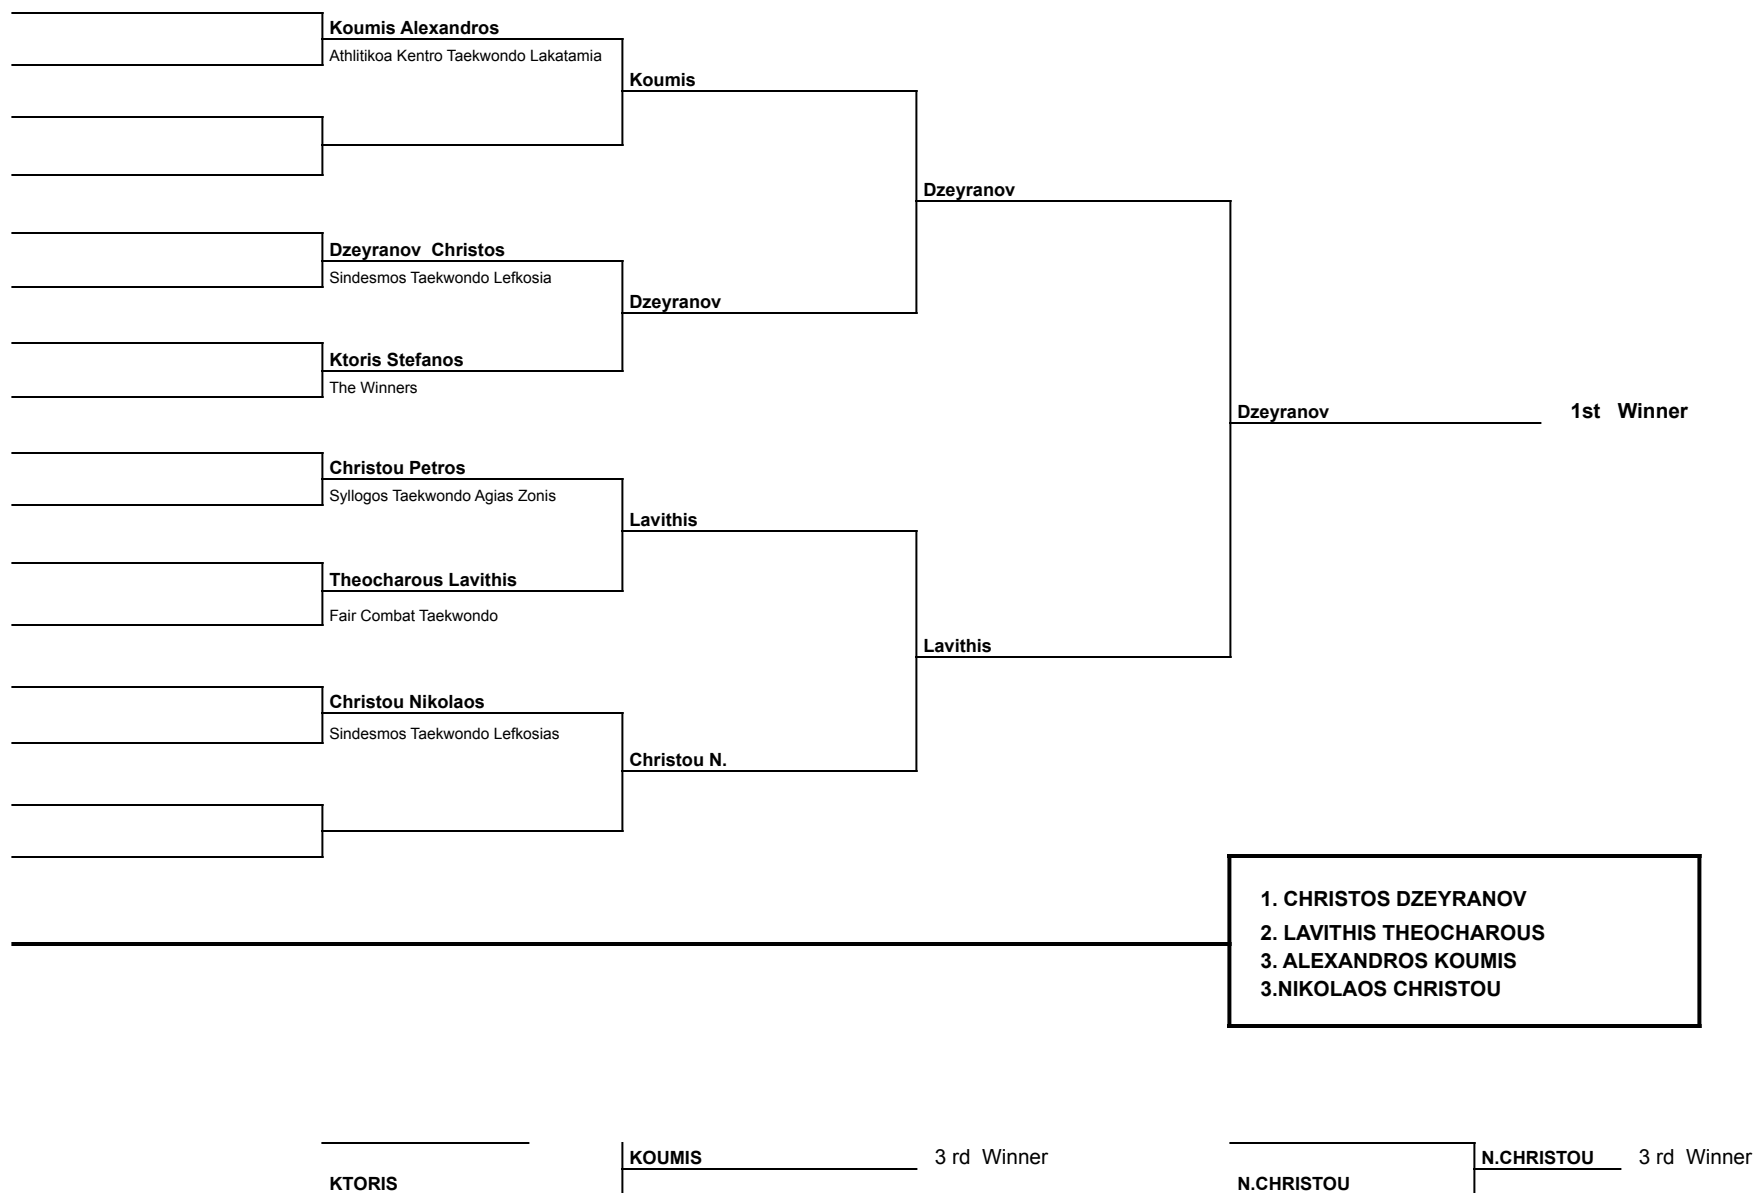 Koumis Alexandros
Athlitikoa Kentro Taekwondo Lakatamia
Koumis
Dzeyranov
Dzeyranov  Christos
Sindesmos Taekwondo Lefkosia
Dzeyranov
Ktoris Stefanos
The Winners
Dzeyranov
1st  Winner
Christou Petros
Syllogos Taekwondo Agias Zonis
Lavithis
Theocharous Lavithis
Fair Combat Taekwondo
Lavithis
Christou Nikolaos
Sindesmos Taekwondo Lefkosias
Christou N.
1. CHRISTOS DZEYRANOV
2. LAVITHIS THEOCHAROUS
3. ALEXANDROS KOUMIS
3.NIKOLAOS CHRISTOU
KOUMIS
3 rd  Winner
N.CHRISTOU
3 rd  Winner
KTORIS
N.CHRISTOU